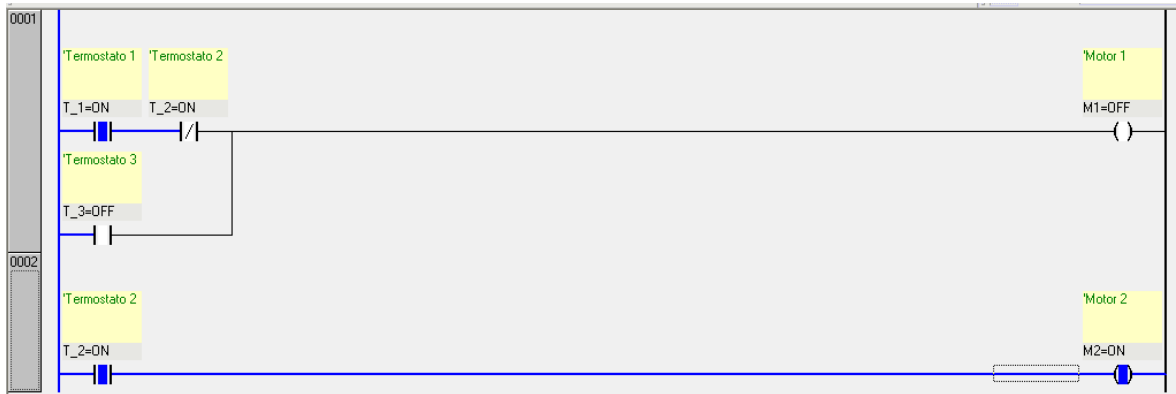 0001
'Termostato 1 'Termostato 2 'Motor 1
T_1=ON T_2=ON M1=OFF
'Termostato 3
T_3=OFF
0002
'Termostato 2 'Motor 2
T_2=ON M2=ON